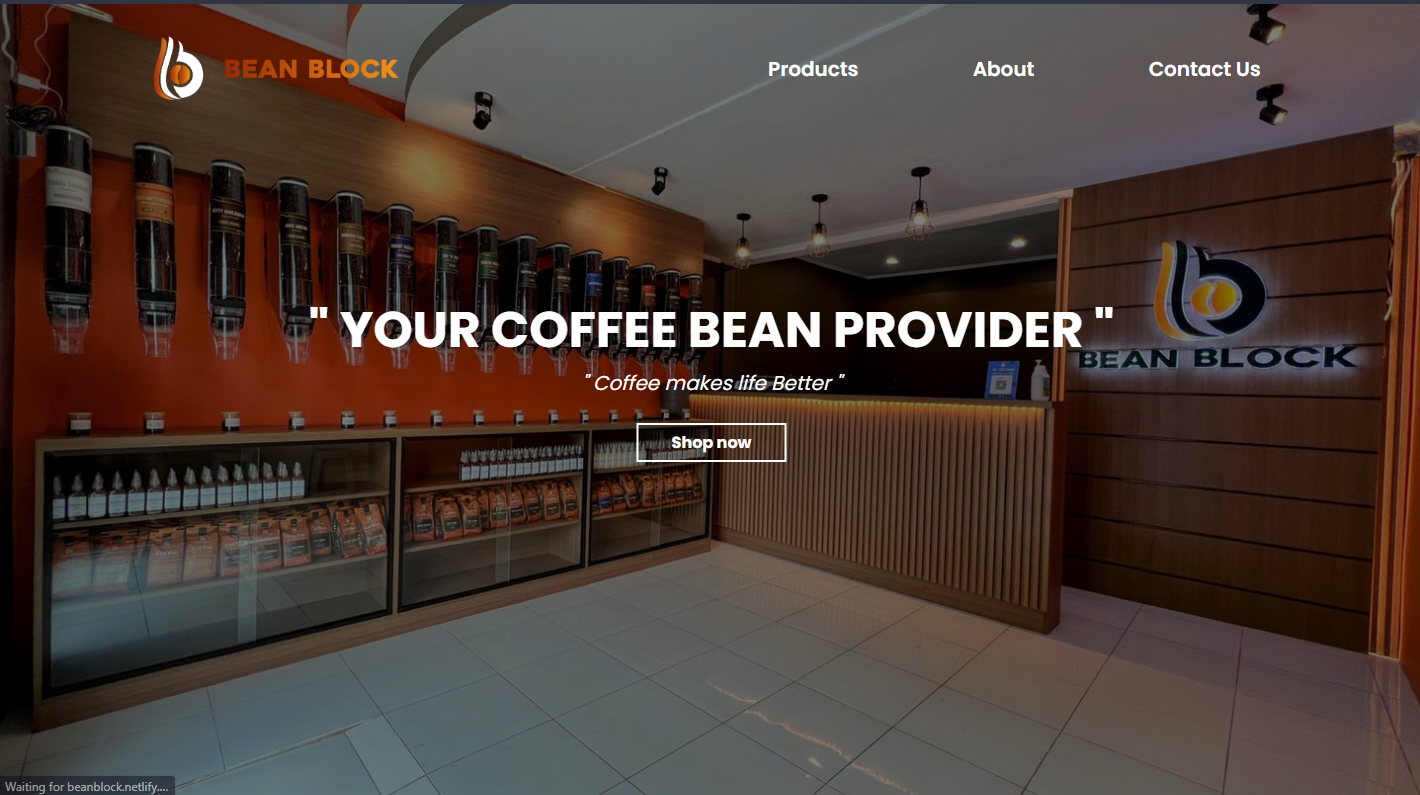 BEAN BLOCK
Products
About
Contact Us
BEAN BLOCK
" YOUR COFFEE BEAN PROVIDER "
" Coffee makes life Better "
Shop now
Waiting for beanblock.netlify....